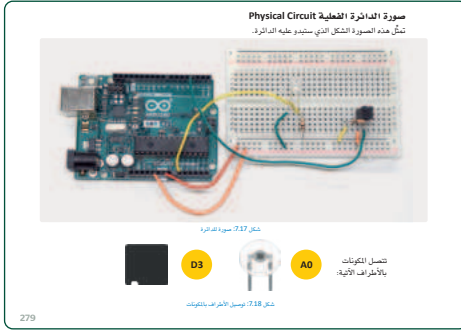 صورة الدائرة الفعلية Physical Circuit
تمثّل هذه الصورة الشكل الذي ستبدو عليه الدائرة.
شكل 7.17: صورة للدائرة
تتصل المكونات
بالأطراف الآتية:
A0
D3
شكل 7.18: توصيل الأطراف بالمكونات
279